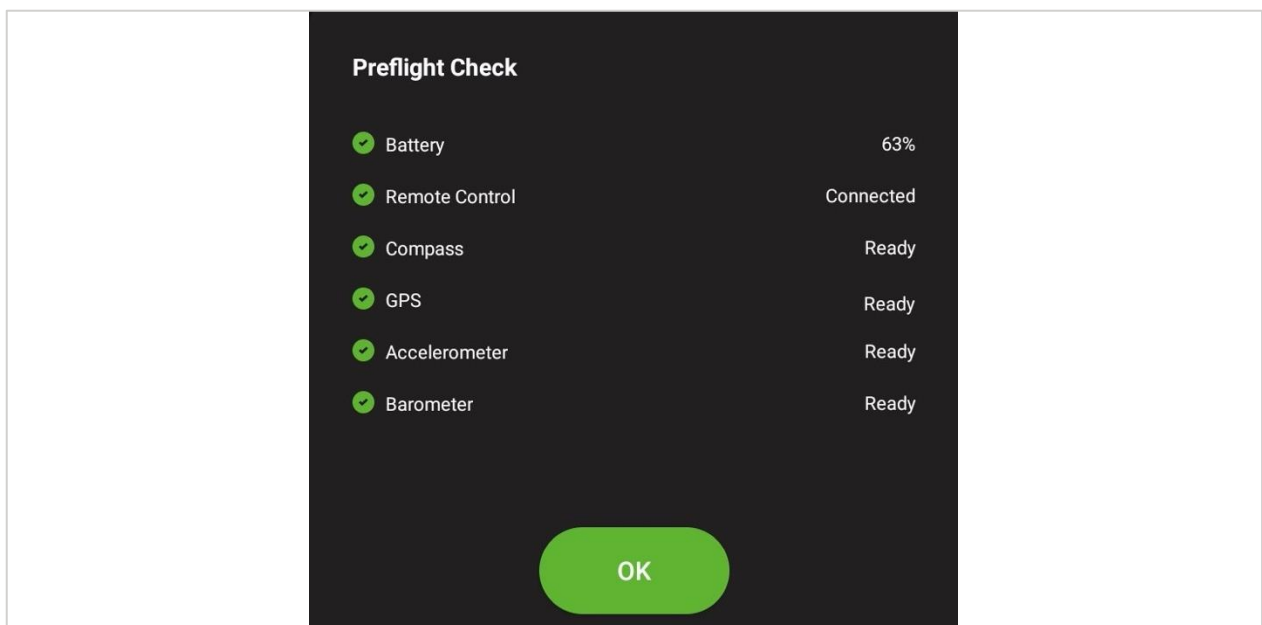 Preflight Check
Battery 63%
Remote Control Connected
Compass Ready
GPS Ready
Accelerometer Ready
Barometer Ready
OK